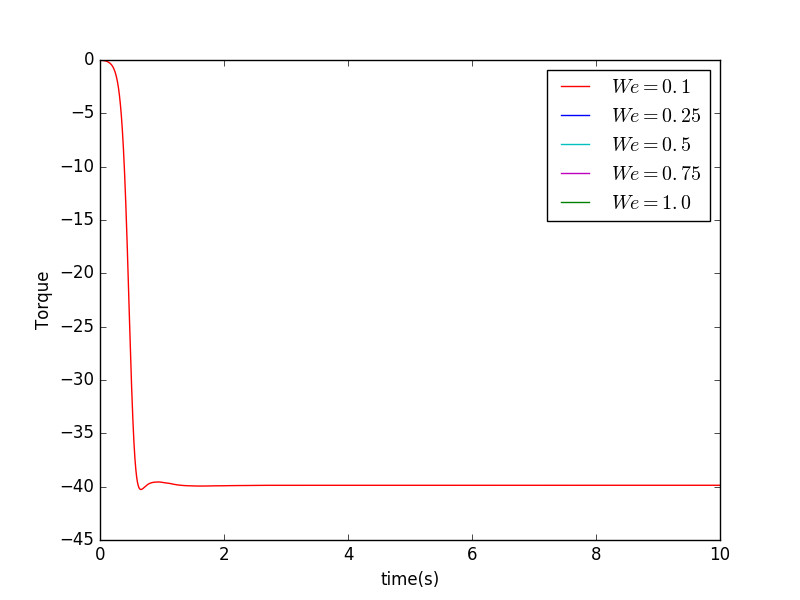 0
−5
−10
−15
−20
−25
−30
−35
−40
−45
Torque
0 2 4 6 8 10
time(s)
We = 0.1
We = 0.25
We = 0.5
We = 0.75
We = 1.0